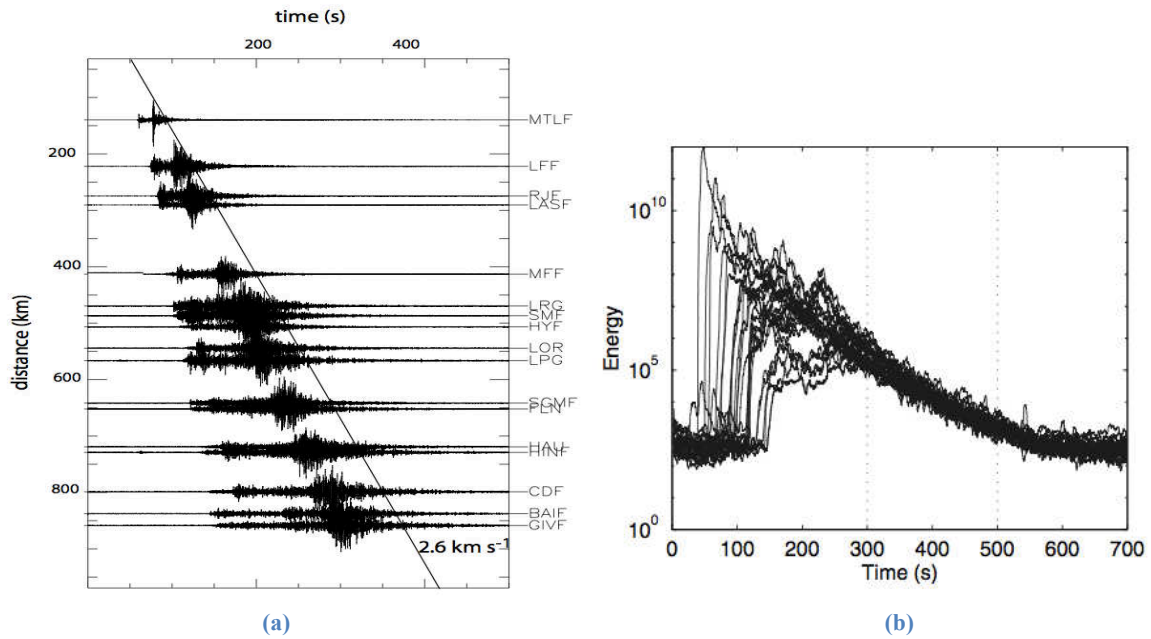 time (s)
200 400
MTLF
200
LFF
RJF
LASF
400
MFF
LRG
SMF
HYF
LOR
LPG
600
SGMF
PLN
HAU
HINF
800
CDF
BAIF
GIVF
2.6 km s⁻¹
distance (km)
(a)
10¹⁰
10⁵
10⁰
Energy
0 100 200 300 400 500 600 700
Time (s)
(b)